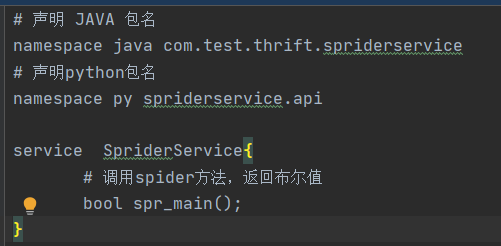 # 声明 JAVA 包名
namespace java com.test.thrift.spriderservice
# 声明python包名
namespace py spriderservice.api
service  SpriderService{
# 调用spider方法,返回布尔值
bool spr_main();
}